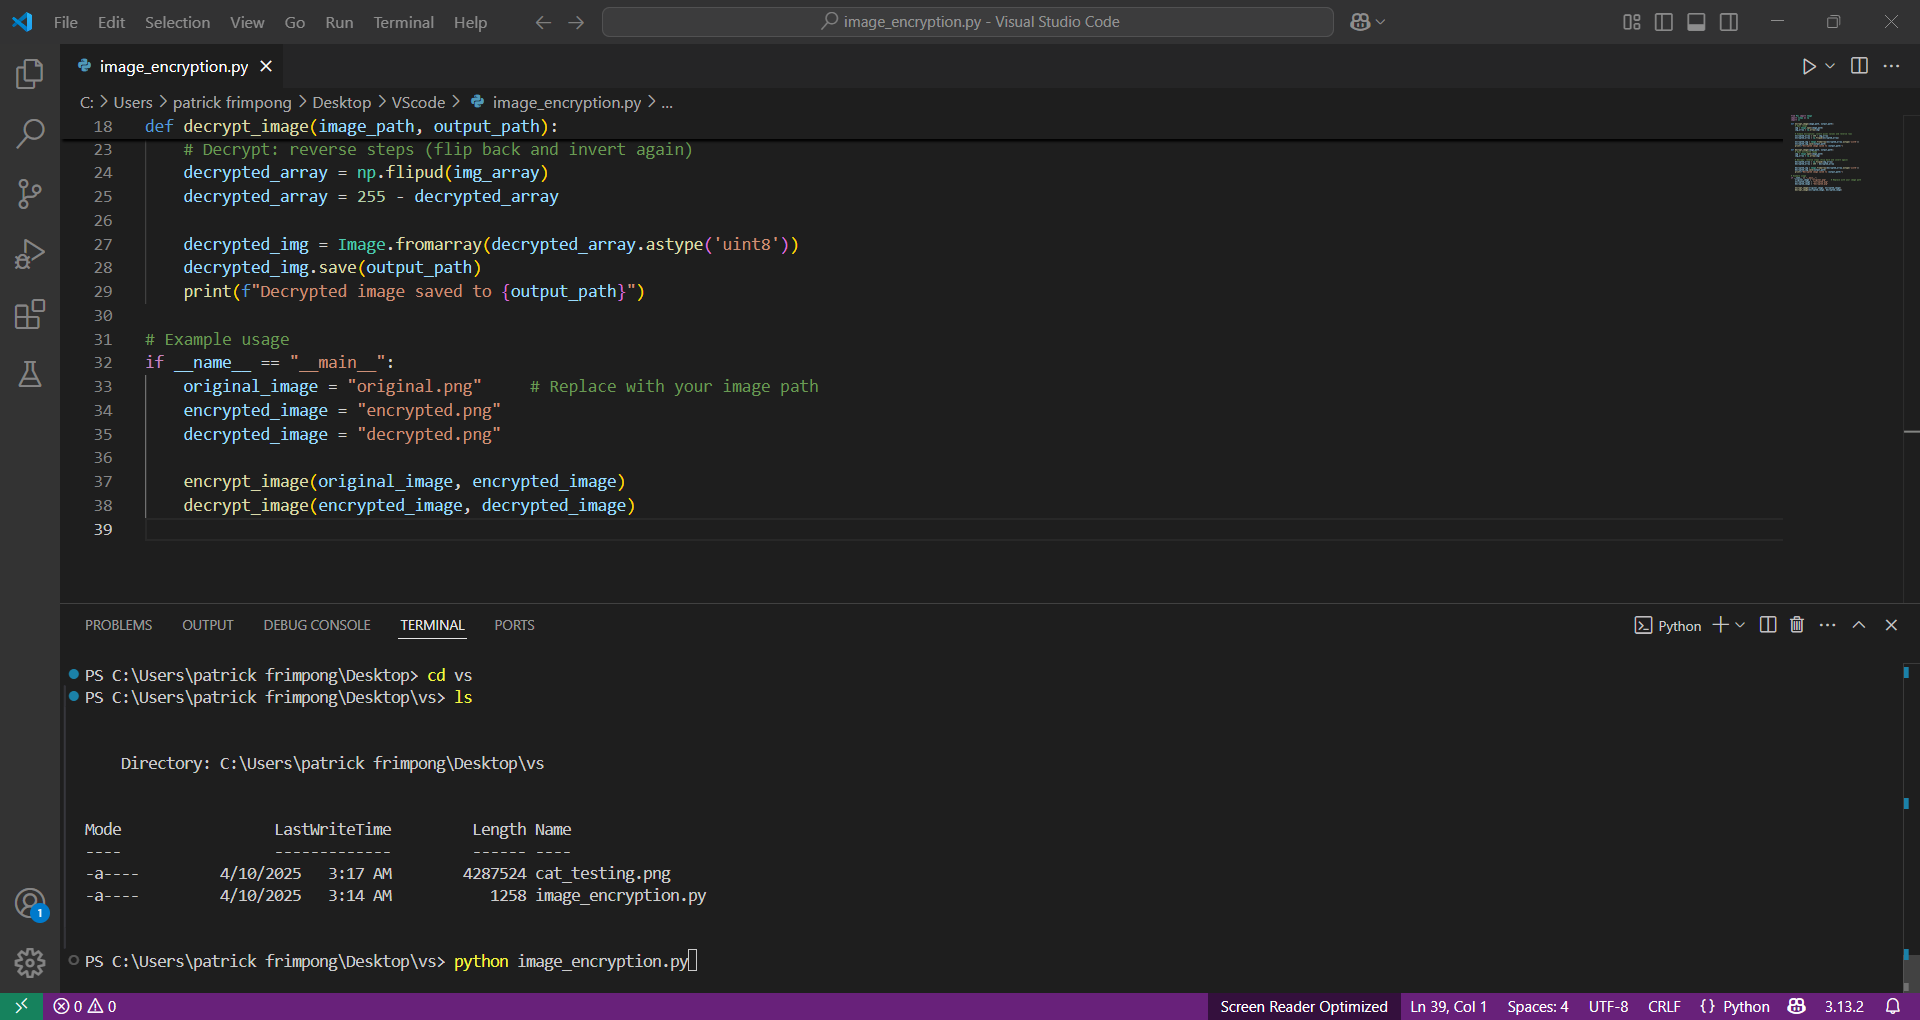 File Edit Selection View Go Run Terminal Help
image_encryption.py - Visual Studio Code
image_encryption.py
C: > Users > patrick frimpong > Desktop > VScode > image_encryption.py > ...
18 def decrypt_image(image_path, output_path):
23 # Decrypt: reverse steps (flip back and invert again)
24 decrypted_array = np.flipud(img_array)
25 decrypted_array = 255 - decrypted_array
26
27 decrypted_img = Image.fromarray(decrypted_array.astype('uint8'))
28 decrypted_img.save(output_path)
29 print(f"Decrypted image saved to {output_path}")
30
31 # Example usage
32 if __name__ == "__main__":
33 original_image = "original.png" # Replace with your image path
34 encrypted_image = "encrypted.png"
35 decrypted_image = "decrypted.png"
36
37 encrypt_image(original_image, encrypted_image)
38 decrypt_image(encrypted_image, decrypted_image)
39
PROBLEMS OUTPUT DEBUG CONSOLE TERMINAL PORTS
Python
PS C:\Users\patrick frimpong\Desktop> cd vs
PS C:\Users\patrick frimpong\Desktop\vs> ls
Directory: C:\Users\patrick frimpong\Desktop\vs
Mode LastWriteTime Length Name
---- ------------- ------ ----
-a---- 4/10/2025 3:17 AM 4287524 cat_testing.png
-a---- 4/10/2025 3:14 AM 1258 image_encryption.py
PS C:\Users\patrick frimpong\Desktop\vs> python image_encryption.py
1
0 0
Screen Reader Optimized Ln 39, Col 1 Spaces: 4 UTF-8 CRLF {} Python 3.13.2